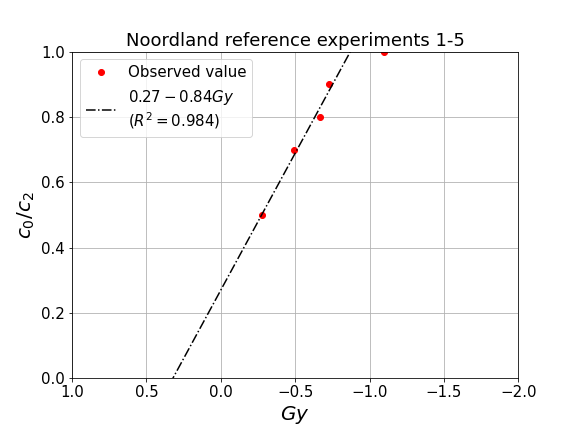 Noordland reference experiments 1-5
1.0
Observed value
0.27 − 0.84Gy
(R² = 0.984)
0.8
0.6
0.4
0.2
0.0
c₀/c₂
1.0 0.5 0.0 −0.5 −1.0 −1.5 −2.0
Gy